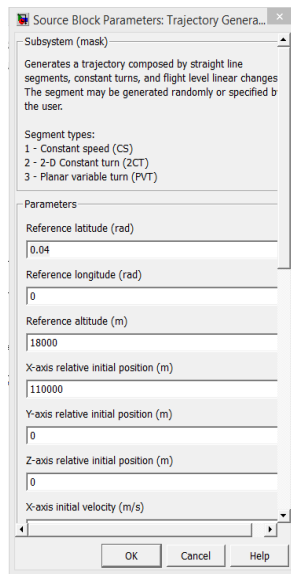 Source Block Parameters: Trajectory Genera...
Subsystem (mask)
Generates a trajectory composed by straight line
segments, constant turns, and flight level linear changes
The segment may be generated randomly or specified b
the user.
Segment types:
1 - Constant speed (CS)
2 - 2-D Constant turn (2CT)
3 - Planar variable turn (PVT)
Parameters
Reference latitude (rad)
0.04
Reference longitude (rad)
0
Reference altitude (m)
18000
X-axis relative initial position (m)
110000
Y-axis relative initial position (m)
0
Z-axis relative initial position (m)
0
X-axis initial velocity (m/s)
OK Cancel Help